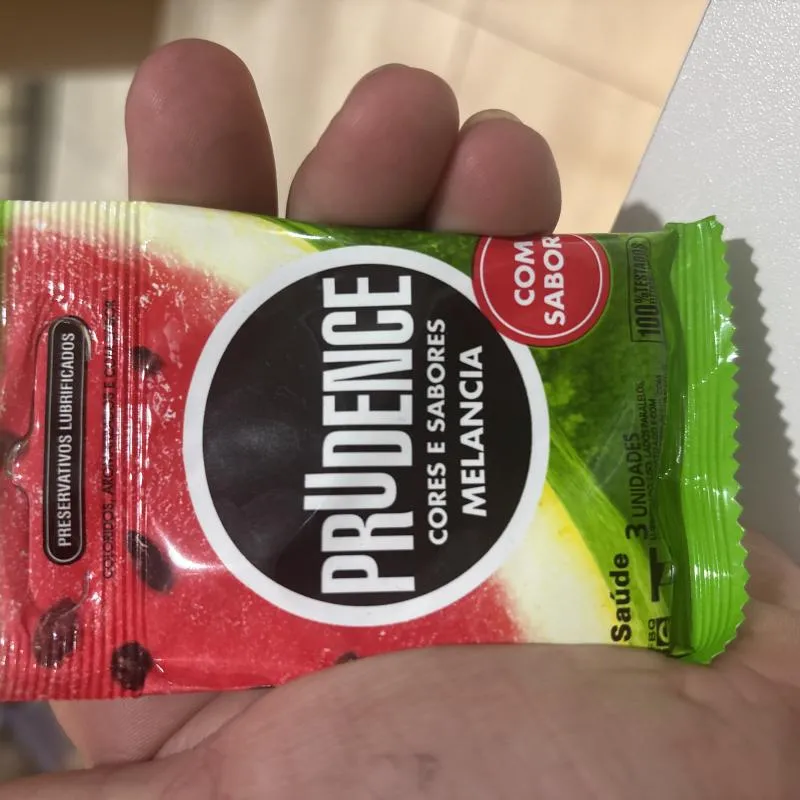 PRESERVATIVOS LUBRIFICADOS
PRUDENCE
CORES E SABORES
MELANCIA
COM
SABOR
100% TESTADOS
Saúde
3 UNIDADES